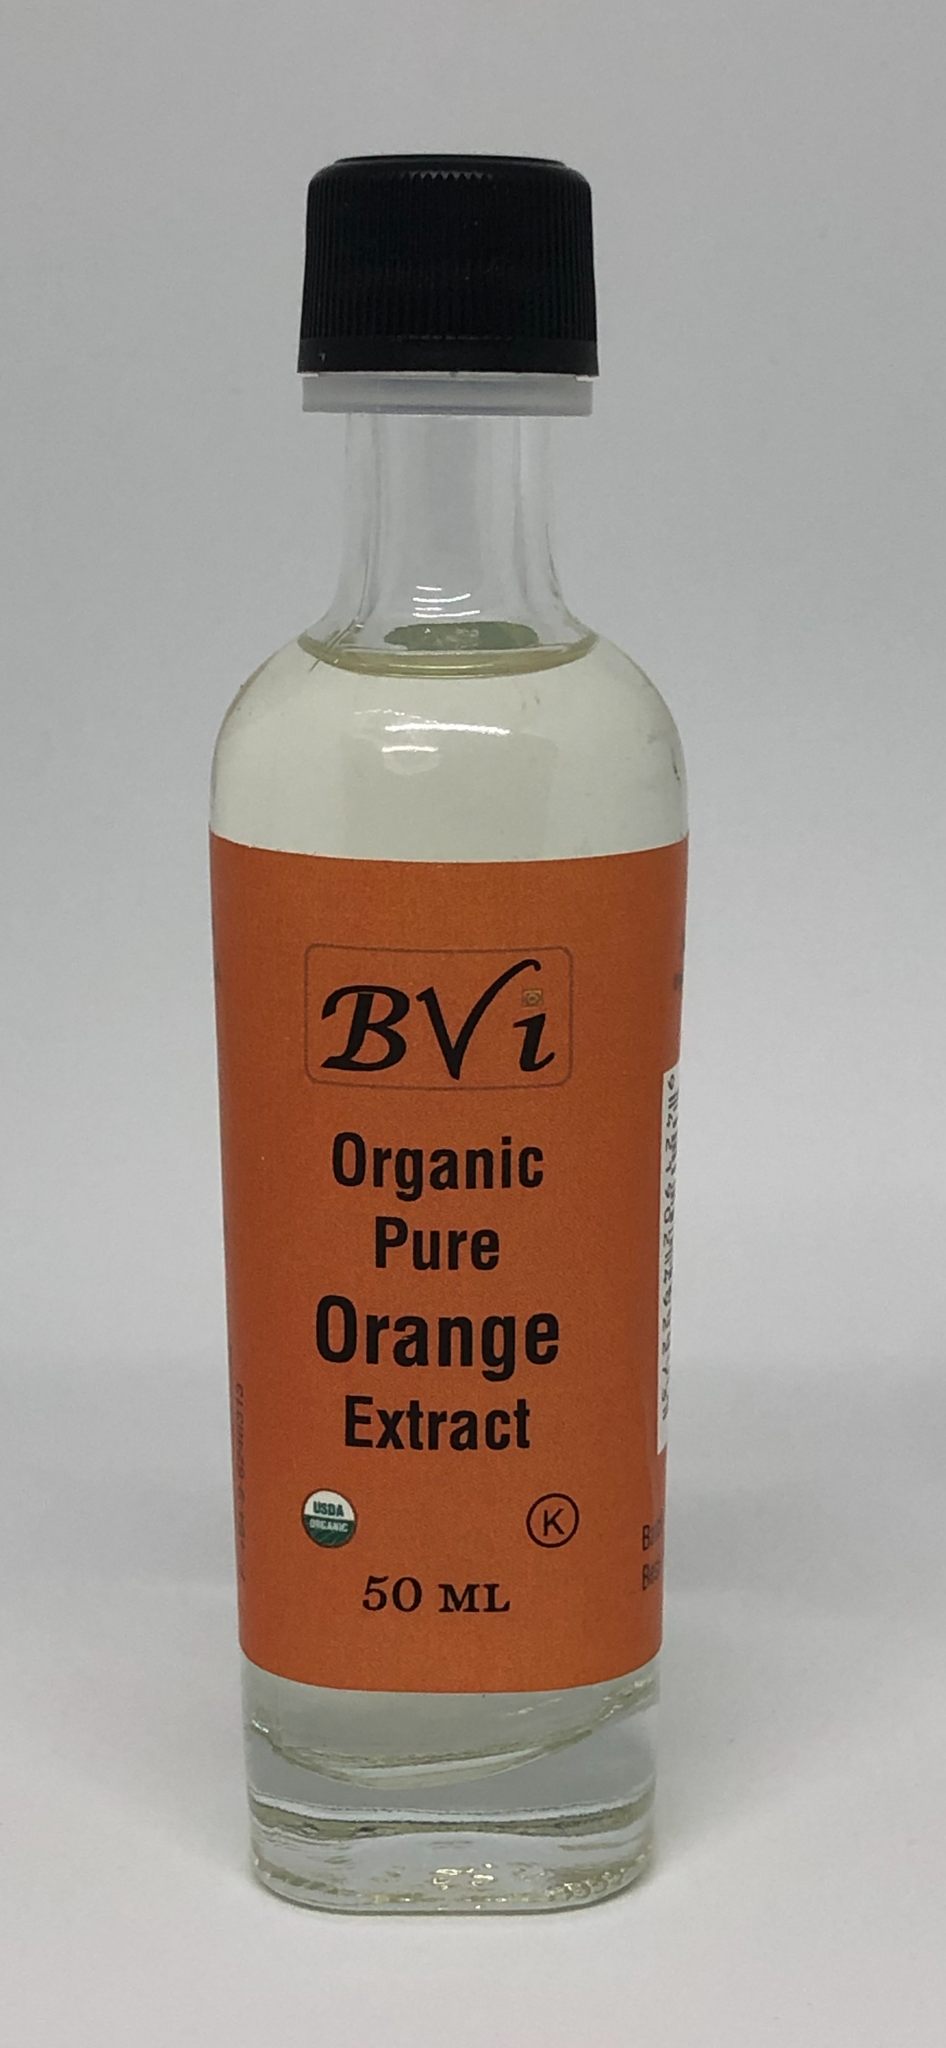 BVi
Organic
Pure
Orange
Extract
USDA
ORGANIC
K
50 ML